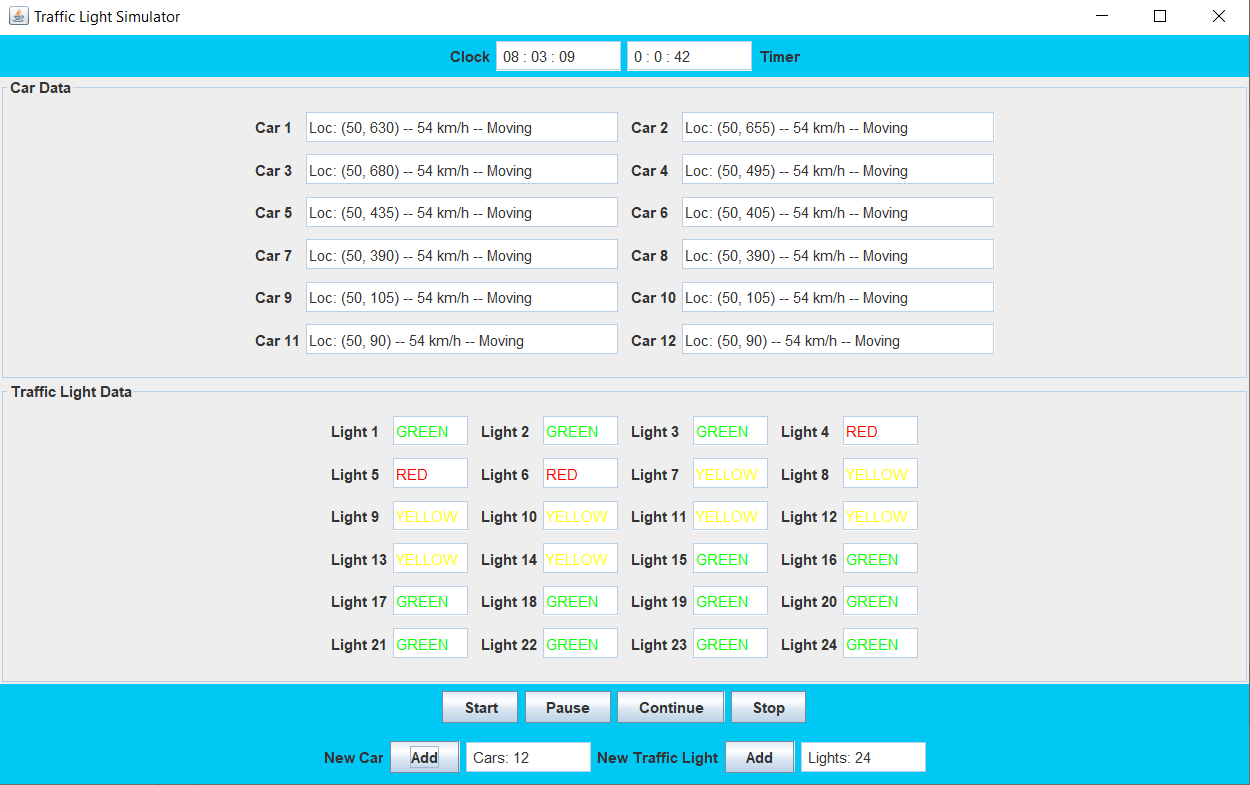 Traffic Light Simulator
Clock 08 : 03 : 09 0 : 0 : 42 Timer
Car Data
Car 1 Loc: (50, 630) -- 54 km/h -- Moving Car 2 Loc: (50, 655) -- 54 km/h -- Moving
Car 3 Loc: (50, 680) -- 54 km/h -- Moving Car 4 Loc: (50, 495) -- 54 km/h -- Moving
Car 5 Loc: (50, 435) -- 54 km/h -- Moving Car 6 Loc: (50, 405) -- 54 km/h -- Moving
Car 7 Loc: (50, 390) -- 54 km/h -- Moving Car 8 Loc: (50, 390) -- 54 km/h -- Moving
Car 9 Loc: (50, 105) -- 54 km/h -- Moving Car 10 Loc: (50, 105) -- 54 km/h -- Moving
Car 11 Loc: (50, 90) -- 54 km/h -- Moving Car 12 Loc: (50, 90) -- 54 km/h -- Moving
Traffic Light Data
Light 1 GREEN Light 2 GREEN Light 3 GREEN Light 4 RED
Light 5 RED Light 6 RED Light 7 YELLOW Light 8 YELLOW
Light 9 YELLOW Light 10 YELLOW Light 11 YELLOW Light 12 YELLOW
Light 13 YELLOW Light 14 YELLOW Light 15 GREEN Light 16 GREEN
Light 17 GREEN Light 18 GREEN Light 19 GREEN Light 20 GREEN
Light 21 GREEN Light 22 GREEN Light 23 GREEN Light 24 GREEN
Start Pause Continue Stop
New Car Add Cars: 12 New Traffic Light Add Lights: 24